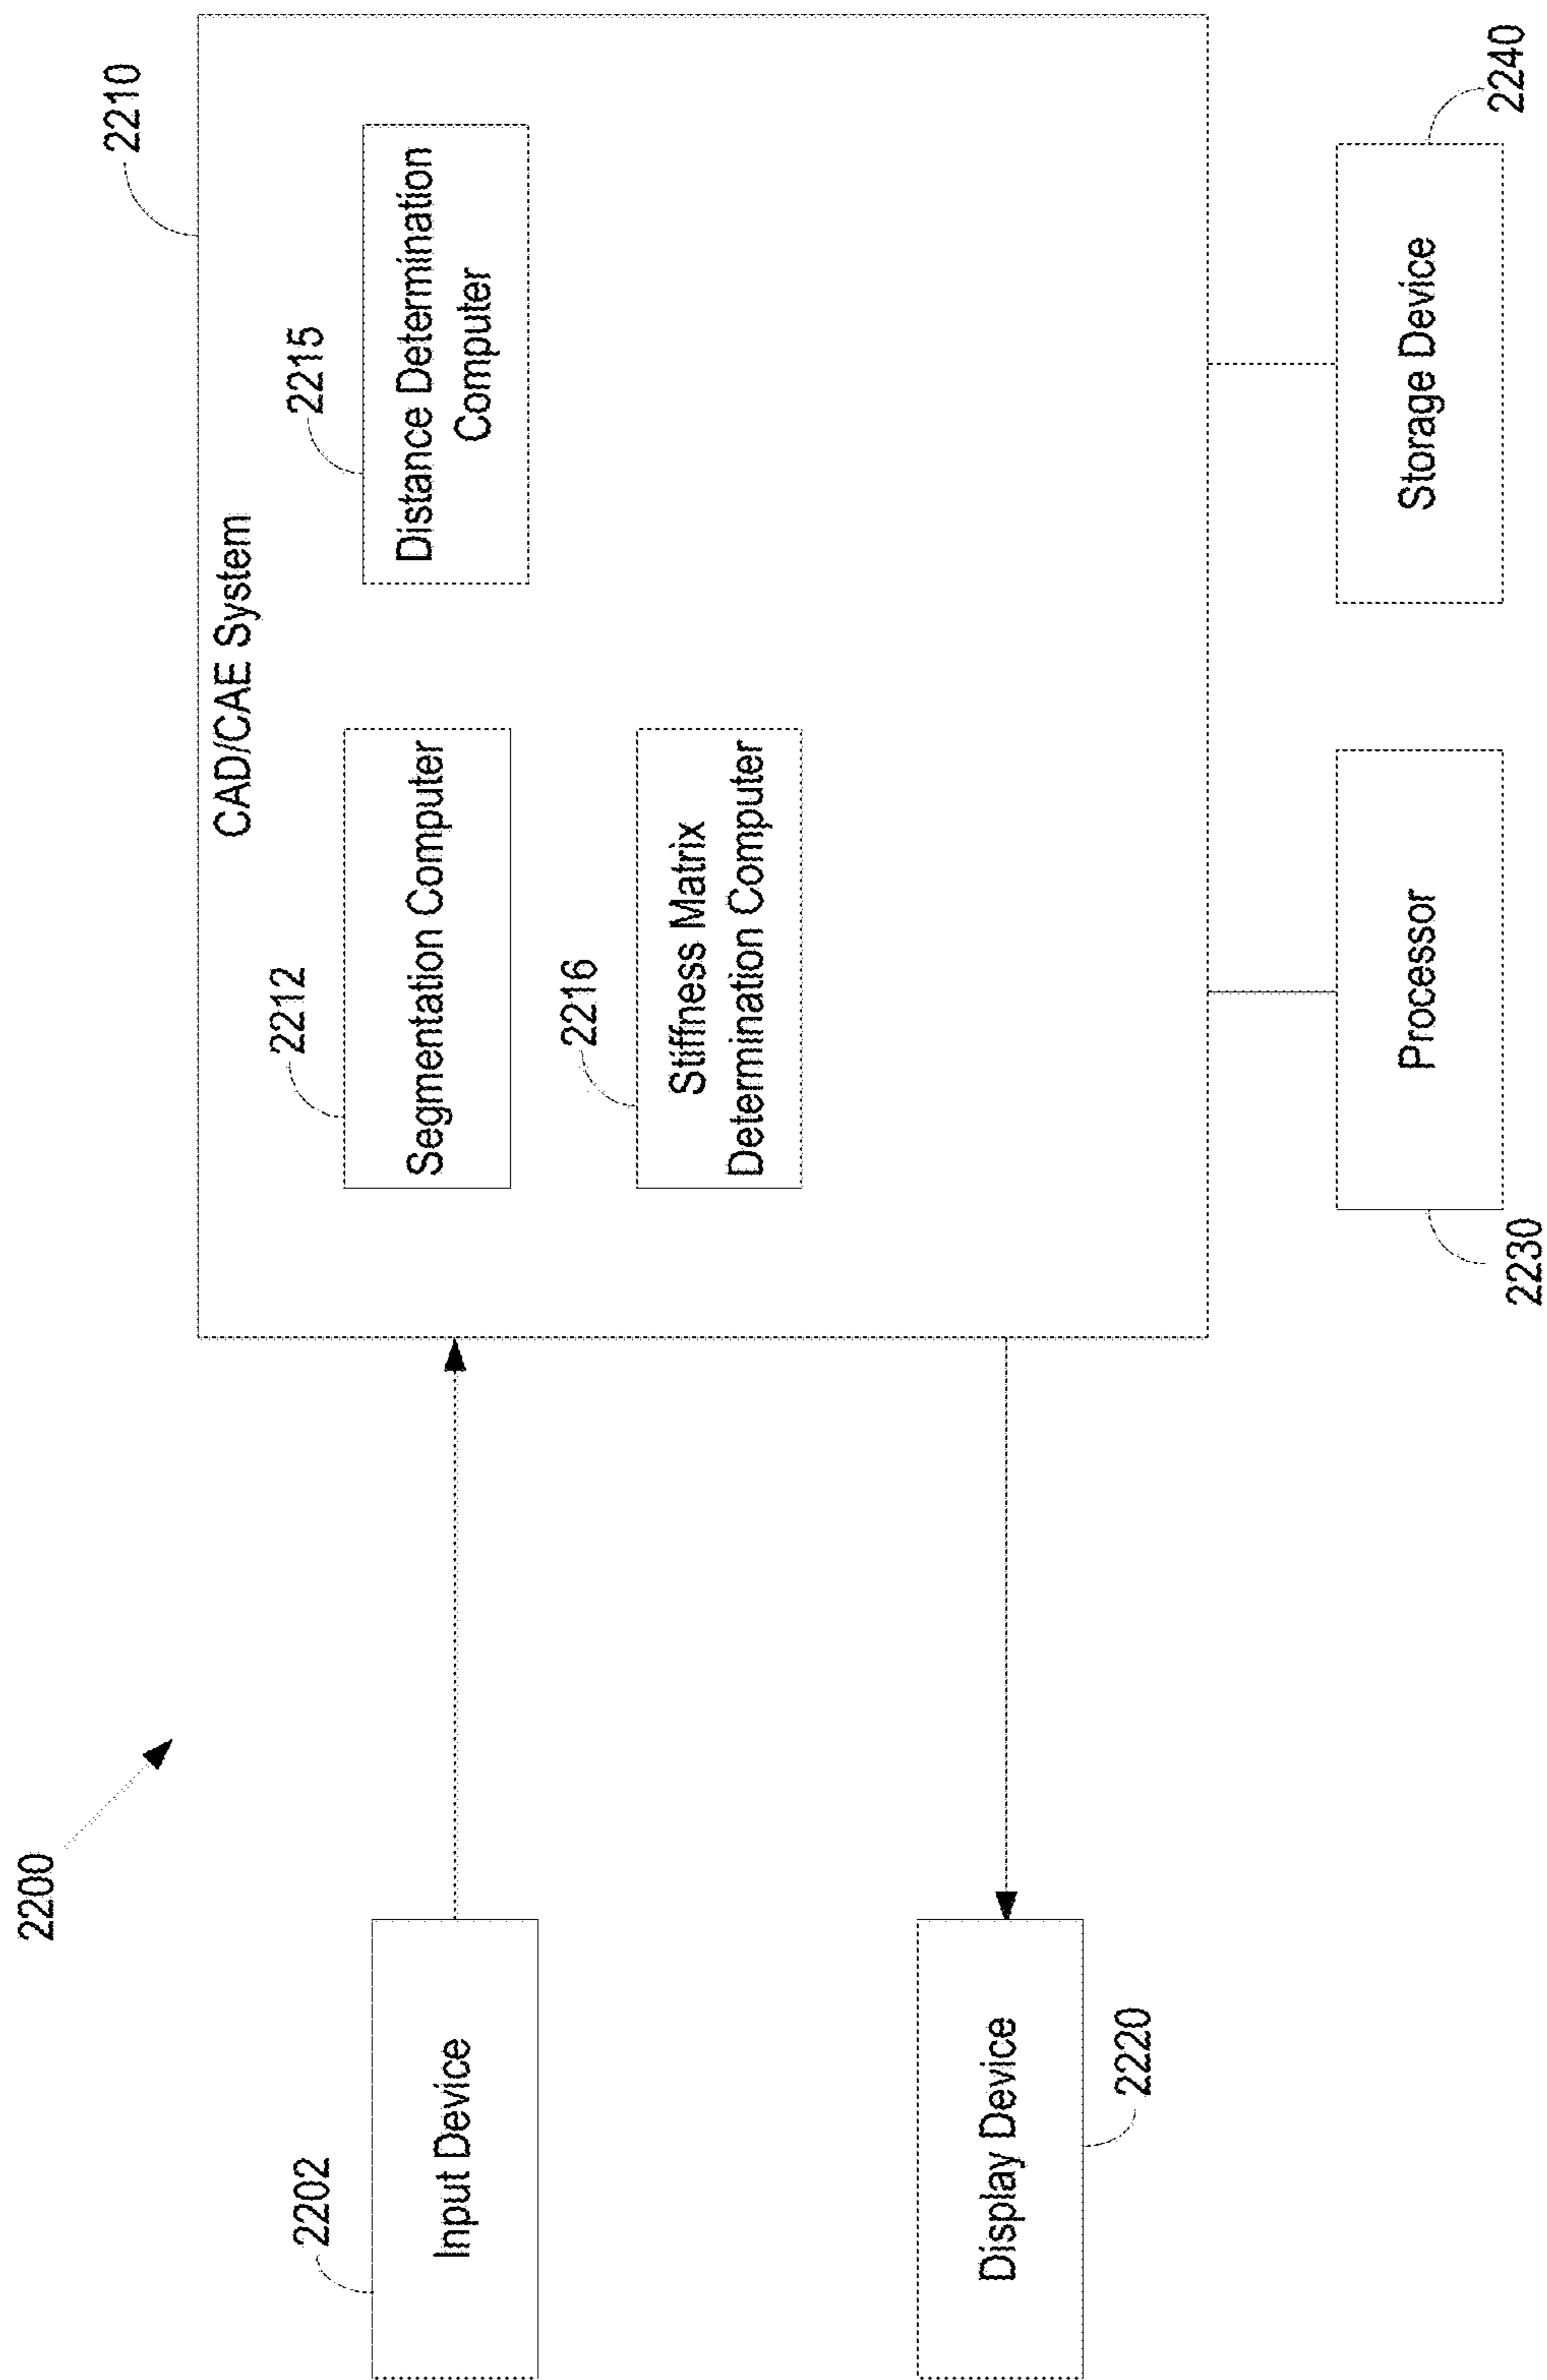 2200
2210
CAD/CAE System
2202
Input Device
2212
Segmentation Computer
2215
Distance Determination
Computer
2216
Stiffness Matrix
Determination Computer
Display Device
2220
2230
Processor
Storage Device
2240